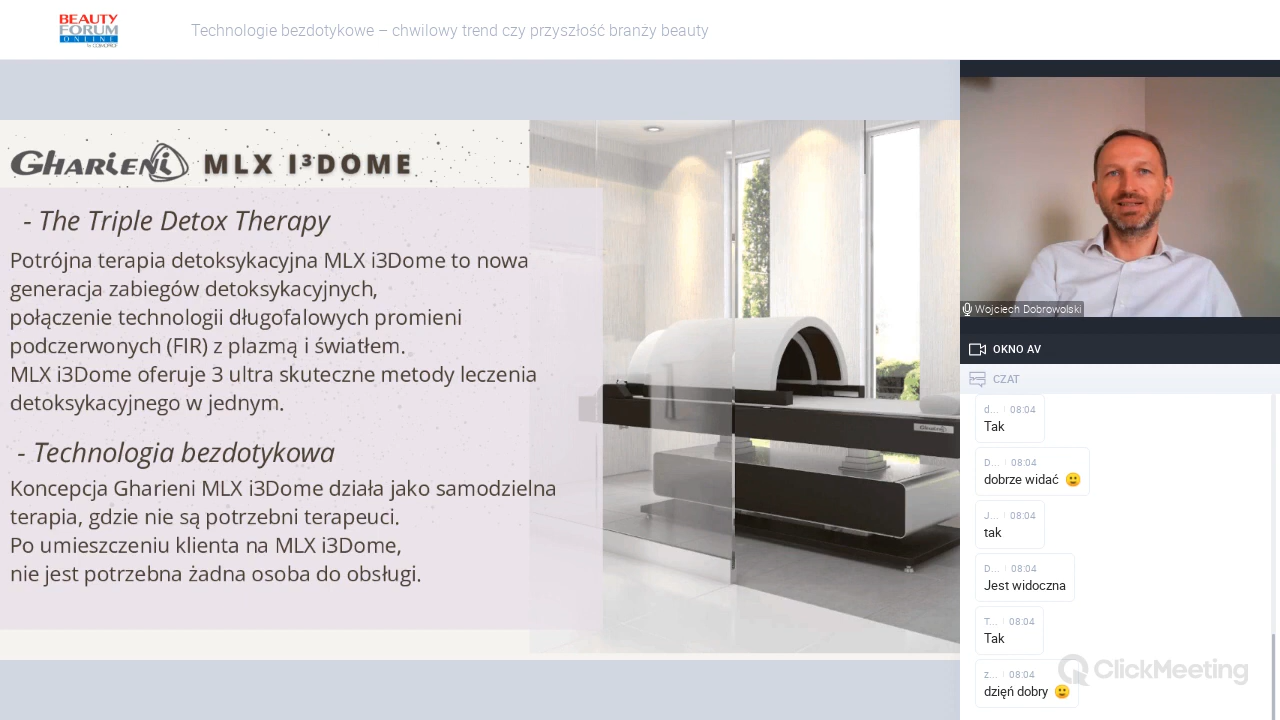 BEAUTY
FORUM
ONLINE
by COSMOPROF
Technologie bezdotykowe – chwilowy trend czy przyszłość branży beauty
GHARIENI MLX I³DOME
- The Triple Detox Therapy
Potrójna terapia detoksykacyjna MLX i3Dome to nowa
generacja zabiegów detoksykacyjnych,
połączenie technologii długofalowych promieni
podczerwonych (FIR) z plazmą i światłem.
MLX i3Dome oferuje 3 ultra skuteczne metody leczenia
detoksykacyjnego w jednym.
- Technologia bezdotykowa
Koncepcja Gharieni MLX i3Dome działa jako samodzielna
terapia, gdzie nie są potrzebni terapeuci.
Po umieszczeniu klienta na MLX i3Dome,
nie jest potrzebna żadna osoba do obsługi.
Gharieni
Wojciech Dobrowolski
OKNO AV
CZAT
d... 08:04
Tak
D... 08:04
dobrze widać 🙂
J... 08:04
tak
D... 08:04
Jest widoczna
T... 08:04
Tak
z... 08:04
dzięń dobry 🙂
ClickMeeting